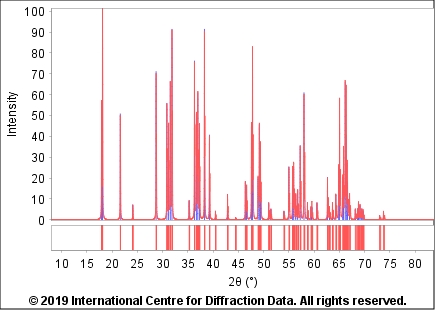 100
90
80
70
60
50
40
30
20
10
0
Intensity
10 15 20 25 30 35 40 45 50 55 60 65 70 75 80
2θ (°)
© 2019 International Centre for Diffraction Data. All rights reserved.